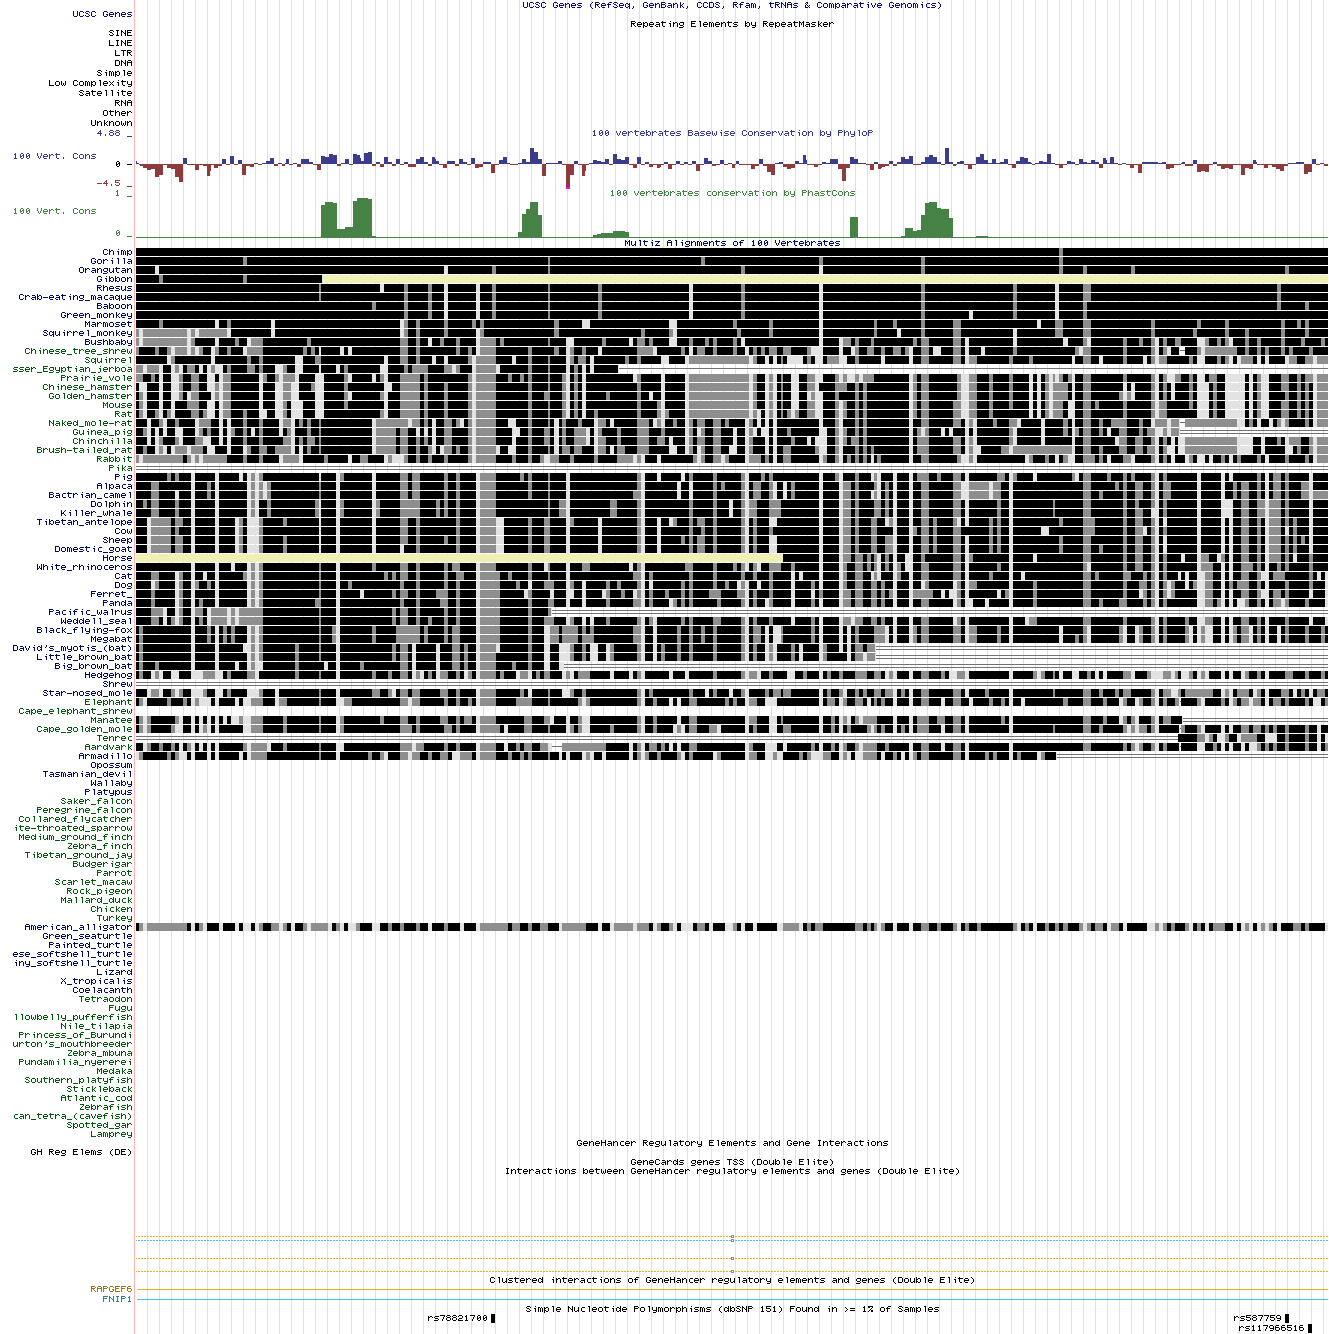 UCSC Genes (RefSeq, GenBank, CCDS, Rfam, tRNAs & Comparative Genomics)
UCSC Genes
Repeating Elements by RepeatMasker
SINE
LINE
LTR
DNA
Simple
Low Complexity
Satellite
RNA
Other
Unknown
4.88 _
100 vertebrates Basewise Conservation by PhyloP
100 Vert. Cons
0 _
-4.5 _
100 vertebrates conservation by PhastCons
1 _
100 Vert. Cons
0 _
Multiz Alignments of 100 Vertebrates
Chimp
Gorilla
Orangutan
Gibbon
Rhesus
Crab-eating_macaque
Baboon
Green_monkey
Marmoset
Squirrel_monkey
Bushbaby
Chinese_tree_shrew
Squirrel
sser_Egyptian_jerboa
Prairie_vole
Chinese_hamster
Golden_hamster
Mouse
Rat
Naked_mole-rat
Guinea_pig
Chinchilla
Brush-tailed_rat
Rabbit
Pika
Pig
Alpaca
Bactrian_camel
Dolphin
Killer_whale
Tibetan_antelope
Cow
Sheep
Domestic_goat
Horse
White_rhinoceros
Cat
Dog
Ferret_
Panda
Pacific_walrus
Weddell_seal
Black_flying-fox
Megabat
David's_myotis_(bat)
Little_brown_bat
Big_brown_bat
Hedgehog
Shrew
Star-nosed_mole
Elephant
Cape_elephant_shrew
Manatee
Cape_golden_mole
Tenrec
Aardvark
Armadillo
Opossum
Tasmanian_devil
Wallaby
Platypus
Saker_falcon
Peregrine_falcon
Collared_flycatcher
ite-throated_sparrow
Medium_ground_finch
Zebra_finch
Tibetan_ground_jay
Budgerigar
Parrot
Scarlet_macaw
Rock_pigeon
Mallard_duck
Chicken
Turkey
American_alligator
Green_seaturtle
Painted_turtle
ese_softshell_turtle
iny_softshell_turtle
Lizard
X_tropicalis
Coelacanth
Tetraodon
Fugu
llowbelly_pufferfish
Nile_tilapia
Princess_of_Burundi
urton's_mouthbreeder
Zebra_mbuna
Pundamilia_nyererei
Medaka
Southern_platyfish
Stickleback
Atlantic_cod
Zebrafish
can_tetra_(cavefish)
Spotted_gar
Lamprey
GeneHancer Regulatory Elements and Gene Interactions
GH Reg Elems (DE)
GeneCards genes TSS (Double Elite)
Interactions between GeneHancer regulatory elements and genes (Double Elite)
Clustered interactions of GeneHancer regulatory elements and genes (Double Elite)
RAPGEF6
FNIP1
Simple Nucleotide Polymorphisms (dbSNP 151) Found in >= 1% of Samples
rs78821700
rs587759
rs117966516